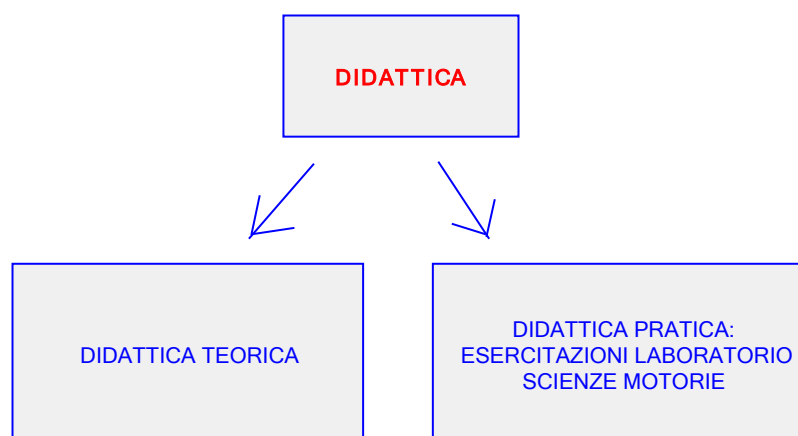 DIDATTICA
DIDATTICA TEORICA
DIDATTICA PRATICA:
ESERCITAZIONI LABORATORIO
SCIENZE MOTORIE